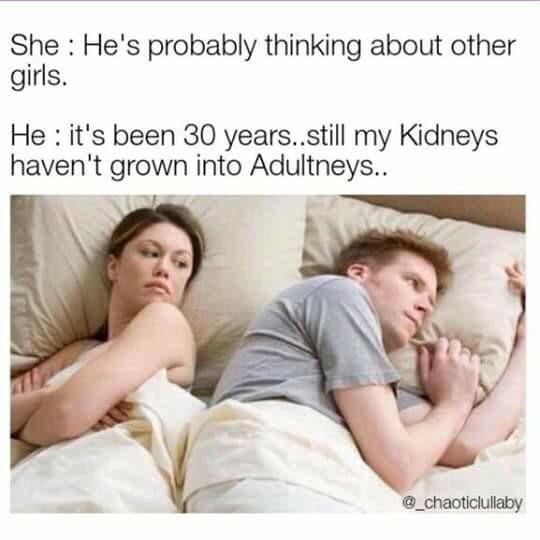 She : He's probably thinking about other
girls.
He : it's been 30 years..still my Kidneys
haven't grown into Adultneys..
@_chaoticlullaby